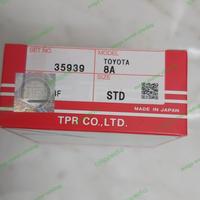 SET NO.
MODEL
TOYOTA
35939
8A
SIZE
STD
MADE IN JAPAN
TPR CO.,LTD.